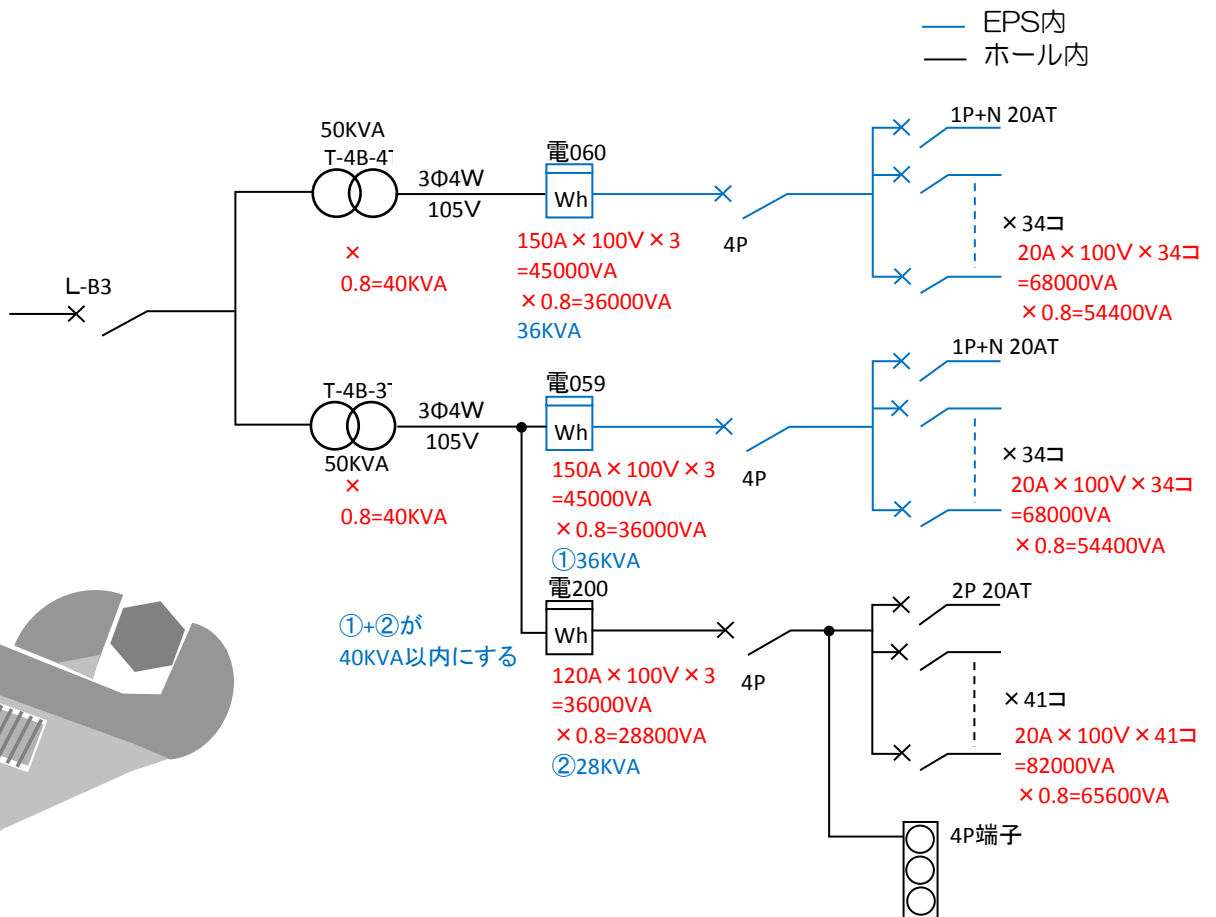 EPS内
ホール内
50KVA
T-4B-4T
3Φ4W
105V
電060
Wh
150A×100V×3
=45000VA
×0.8=36000VA
36KVA
4P
1P+N 20AT
×34コ
20A×100V×34コ
=68000VA
×0.8=54400VA
×
0.8=40KVA
L-B3
T-4B-3T
50KVA
×
0.8=40KVA
3Φ4W
105V
電059
Wh
150A×100V×3
=45000VA
×0.8=36000VA
①36KVA
4P
1P+N 20AT
×34コ
20A×100V×34コ
=68000VA
×0.8=54400VA
①+②が
40KVA以内にする
電200
Wh
120A×100V×3
=36000VA
×0.8=28800VA
②28KVA
4P
2P 20AT
×41コ
20A×100V×41コ
=82000VA
×0.8=65600VA
4P端子